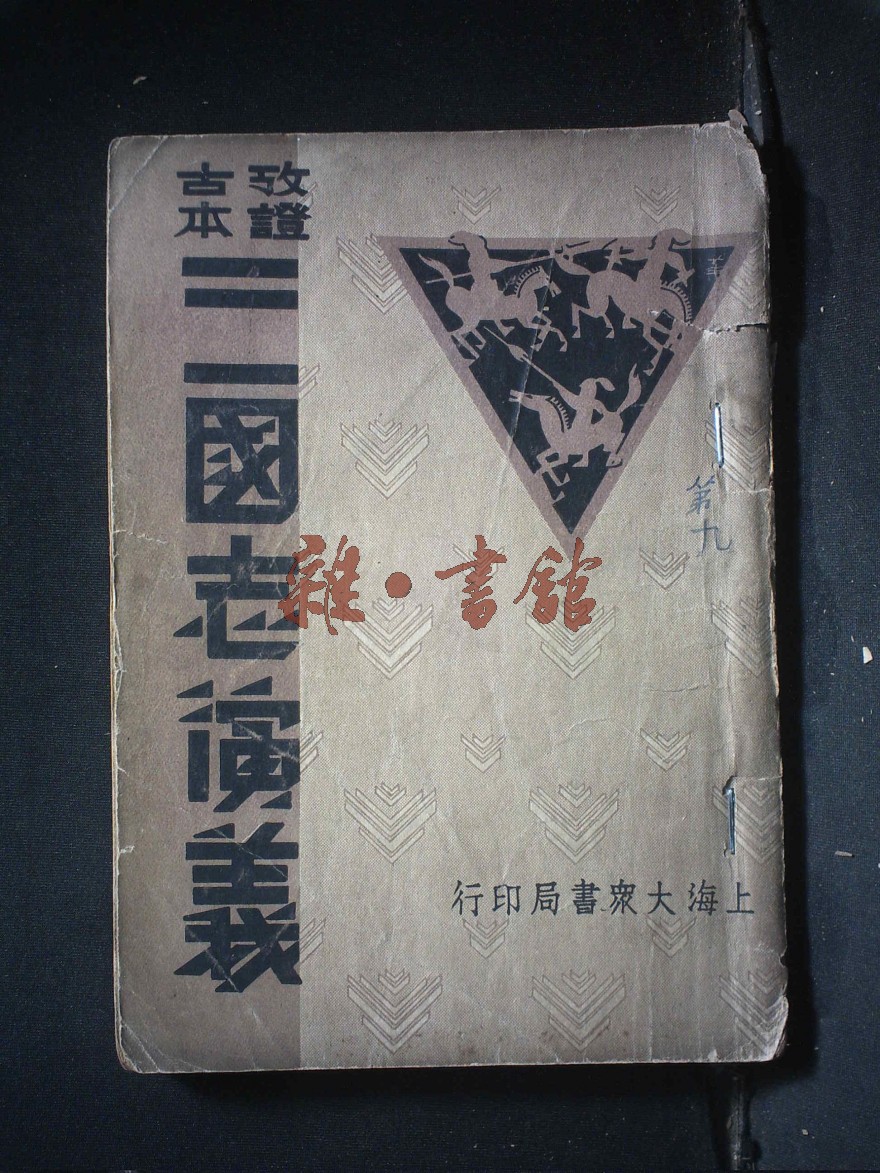 攷證
古本
三國志演義
上海大衆書局印行
第九
雜·書館